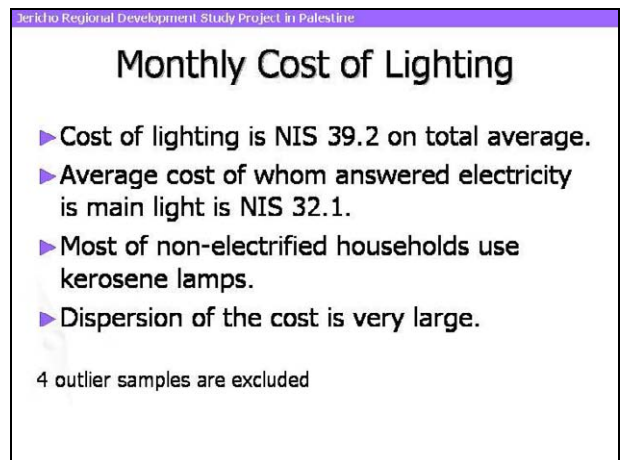 Jericho Regional Development Study Project in Palestine
Monthly Cost of Lighting
Cost of lighting is NIS 39.2 on total average.
Average cost of whom answered electricity
is main light is NIS 32.1.
Most of non-electrified households use
kerosene lamps.
Dispersion of the cost is very large.
4 outlier samples are excluded